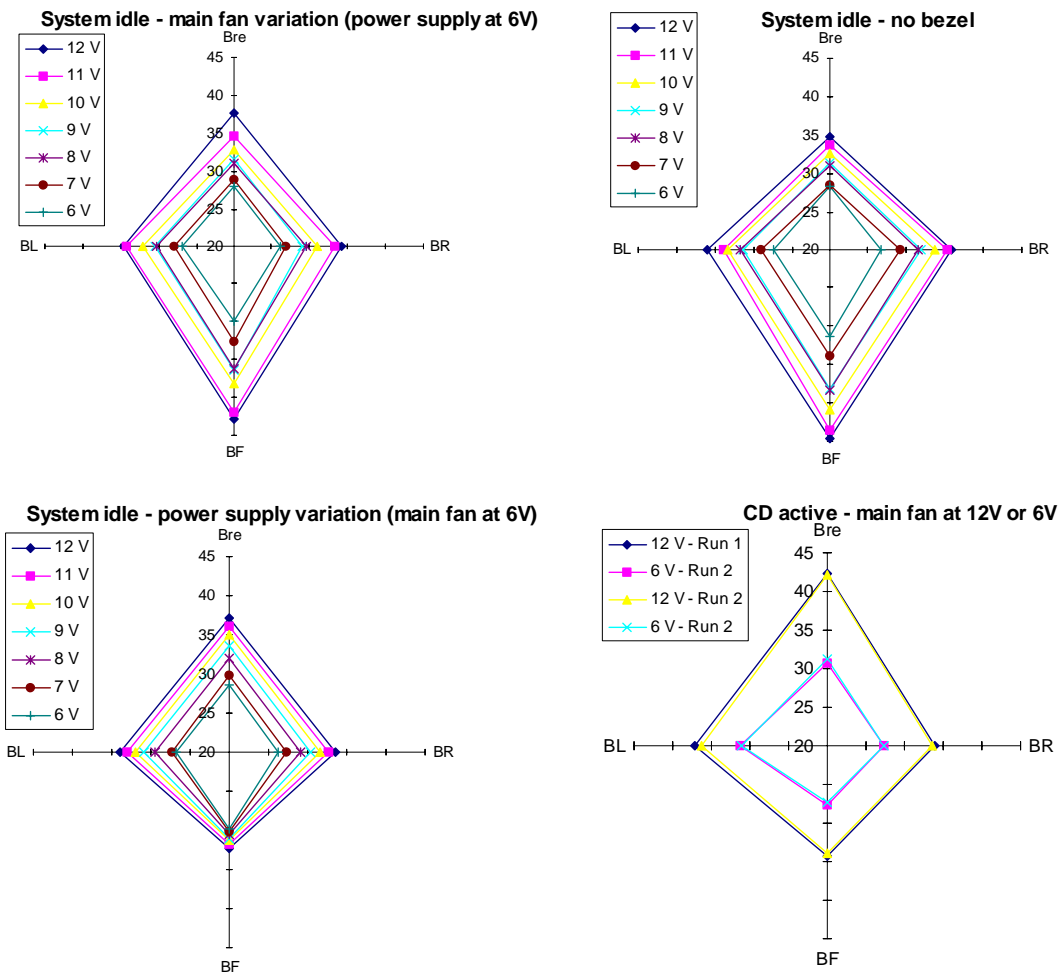 System idle - main fan variation (power supply at 6V)
Bre
12 V
11 V
10 V
9 V
8 V
7 V
6 V
45
40
35
30
25
20
BL
BR
BF
System idle - no bezel
Bre
12 V
11 V
10 V
9 V
8 V
7 V
6 V
45
40
35
30
25
20
BL
BR
BF
System idle - power supply variation (main fan at 6V)
Bre
12 V
11 V
10 V
9 V
8 V
7 V
6 V
45
40
35
30
25
20
BL
BR
BF
CD active - main fan at 12V or 6V
Bre
12 V - Run 1
6 V - Run 2
12 V - Run 2
6 V - Run 2
45
40
35
30
25
20
BL
BR
BF